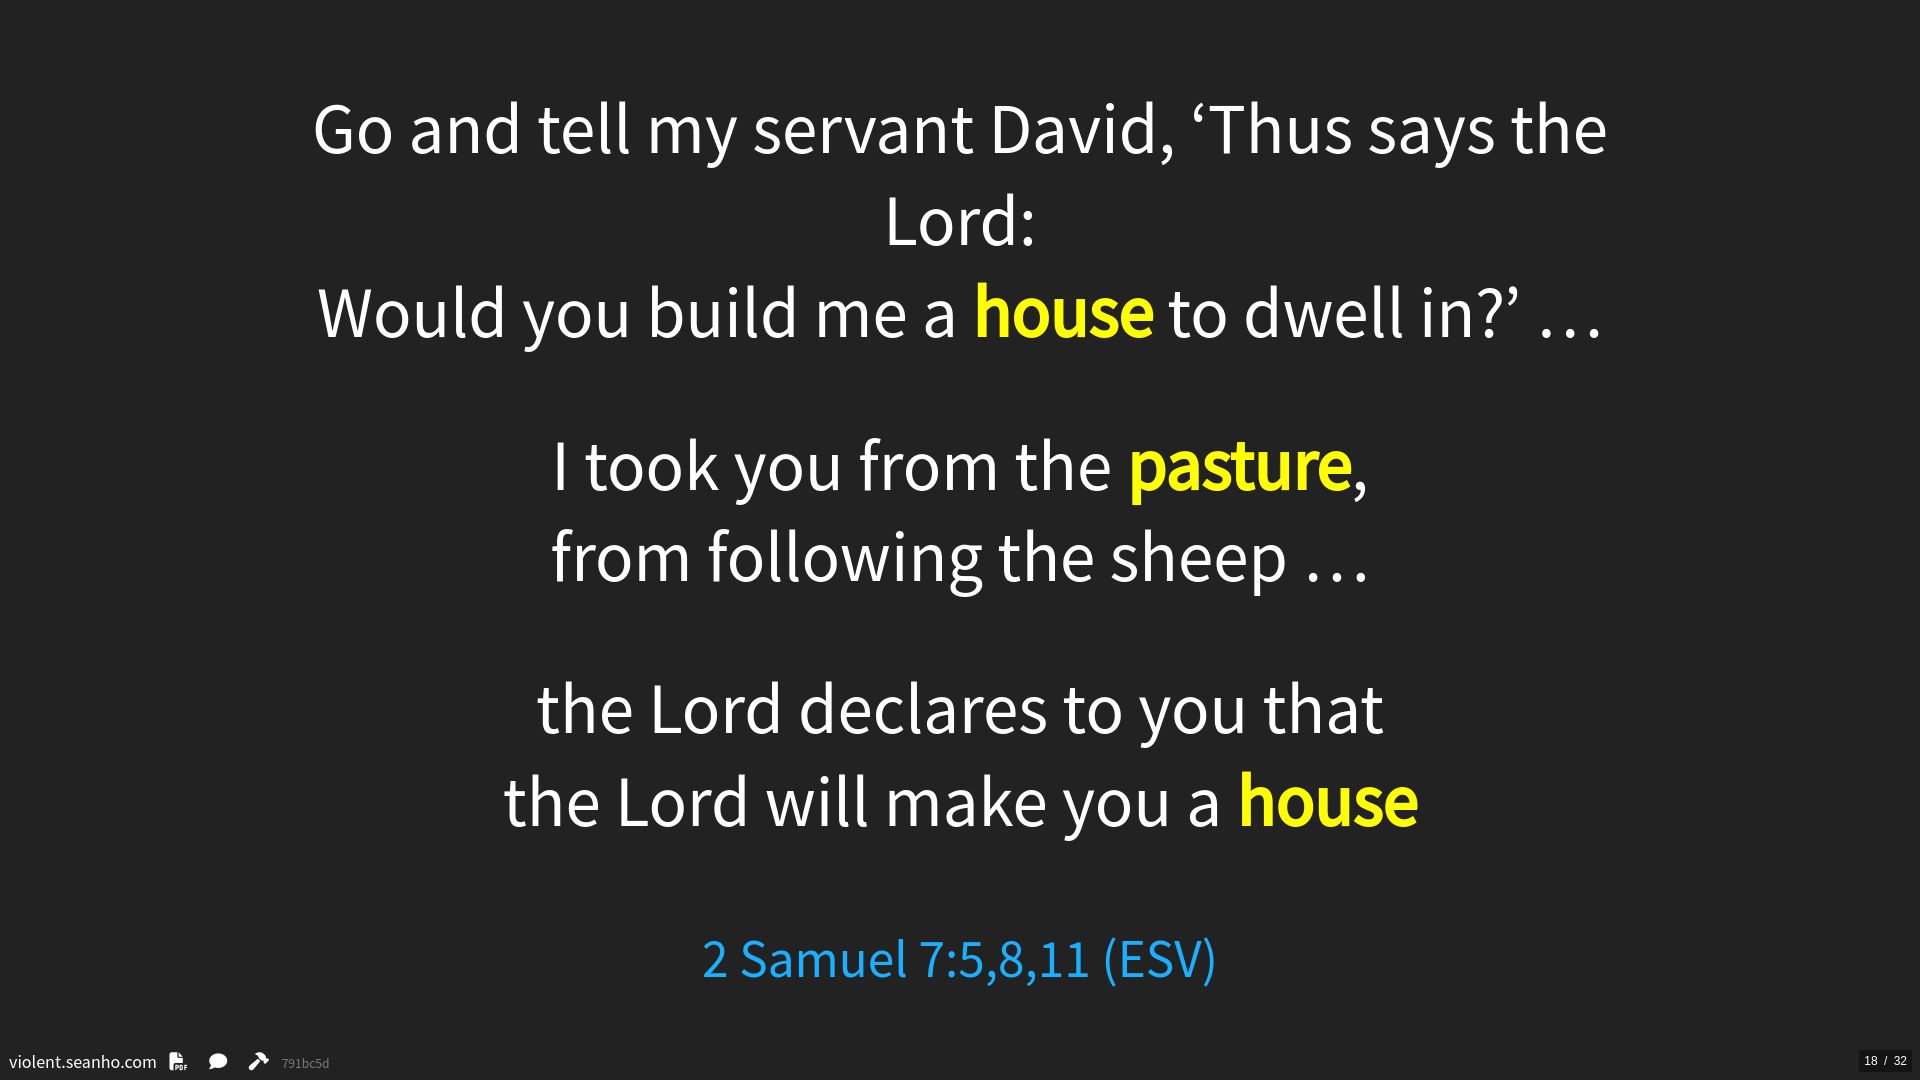 Go and tell my servant David, ‘Thus says the
Lord:
Would you build me a house to dwell in?’ …
I took you from the pasture,
from following the sheep …
the Lord declares to you that
the Lord will make you a house
2 Samuel 7:5,8,11 (ESV)
violent.seanho.com PDF 791bc5d 18 / 32